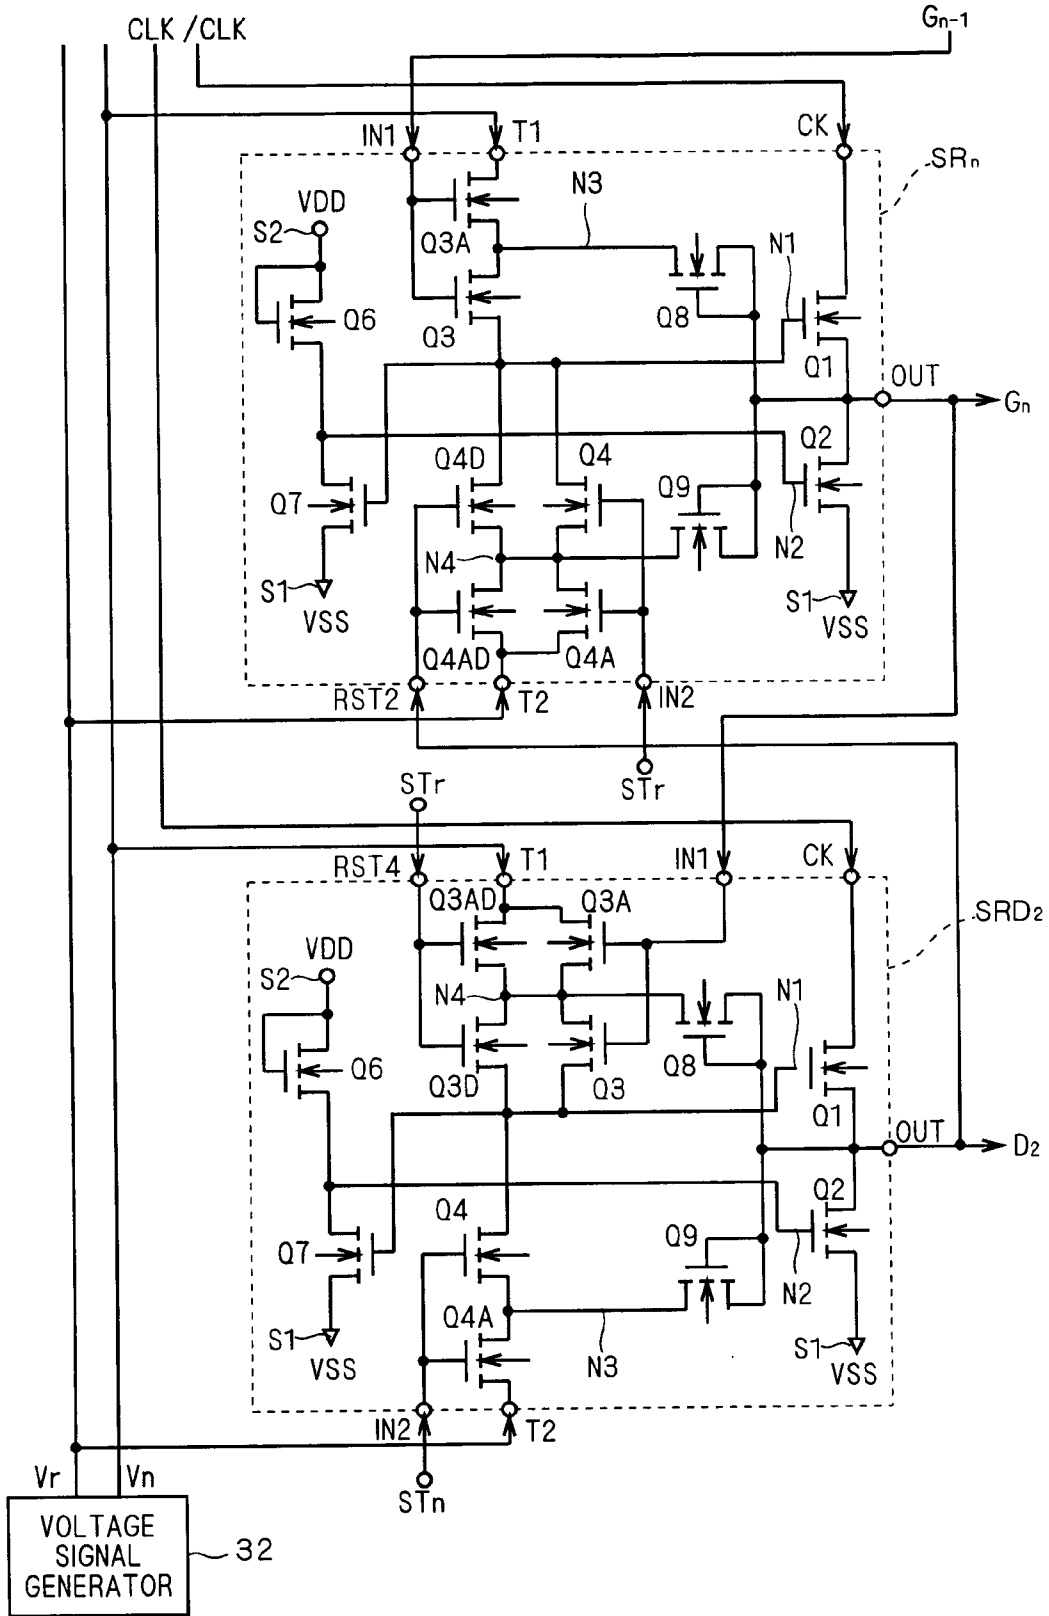 CLK /CLK
Gn-1
IN1
T1
CK
SRn
VDD
S2
N3
Q3A
N1
Q6
Q3
Q8
Q1
OUT
Gn
Q4D
Q4
Q2
Q7
Q9
N4
N2
S1
VSS
S1
VSS
Q4AD
Q4A
RST2
T2
IN2
STr
STr
RST4
T1
IN1
CK
Q3AD
Q3A
SRD2
VDD
S2
N4
N1
Q6
Q3D
Q3
Q8
Q1
OUT
D2
Q4
Q2
Q7
Q9
N2
Q4A
S1
VSS
N3
S1
VSS
IN2
T2
STn
Vr
Vn
VOLTAGE
SIGNAL
GENERATOR
32